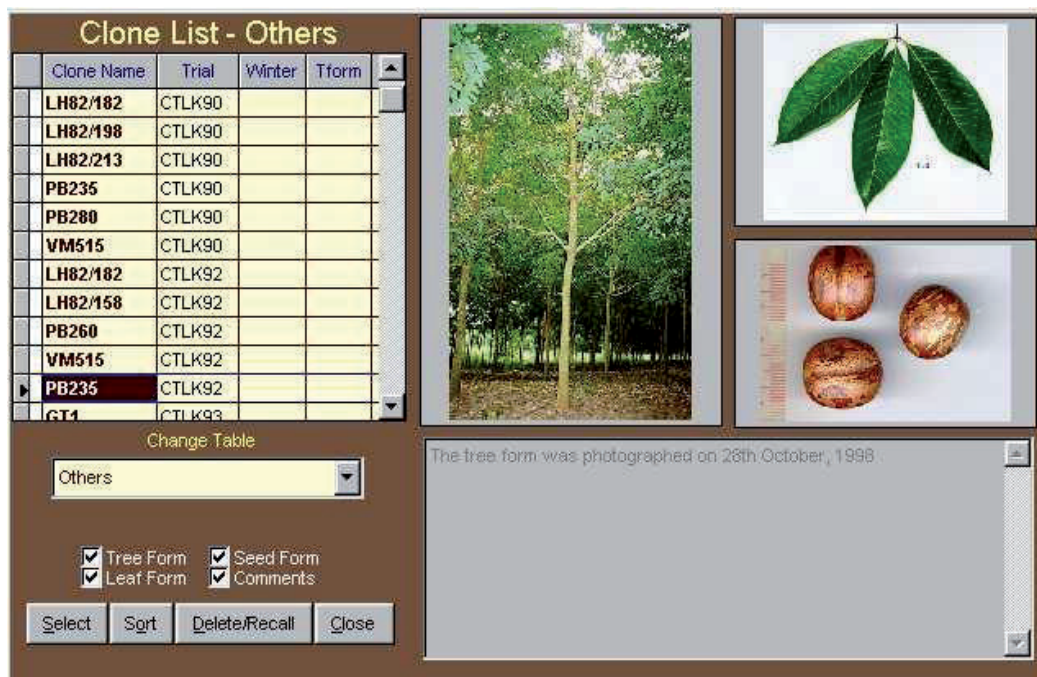 Clone List - Others
Clone Name Trial Winter Tform
LH82/182 CTLK90
LH82/198 CTLK90
LH82/213 CTLK90
PB235 CTLK90
PB280 CTLK90
VM515 CTLK90
LH82/182 CTLK92
LH82/158 CTLK92
PB260 CTLK92
VM515 CTLK92
PB235 CTLK92
GT1 CTLK93
Change Table
Others
Tree Form Seed Form
Leaf Form Comments
Select Sort Delete/Recall Close
The tree form was photographed on 28th October, 1998